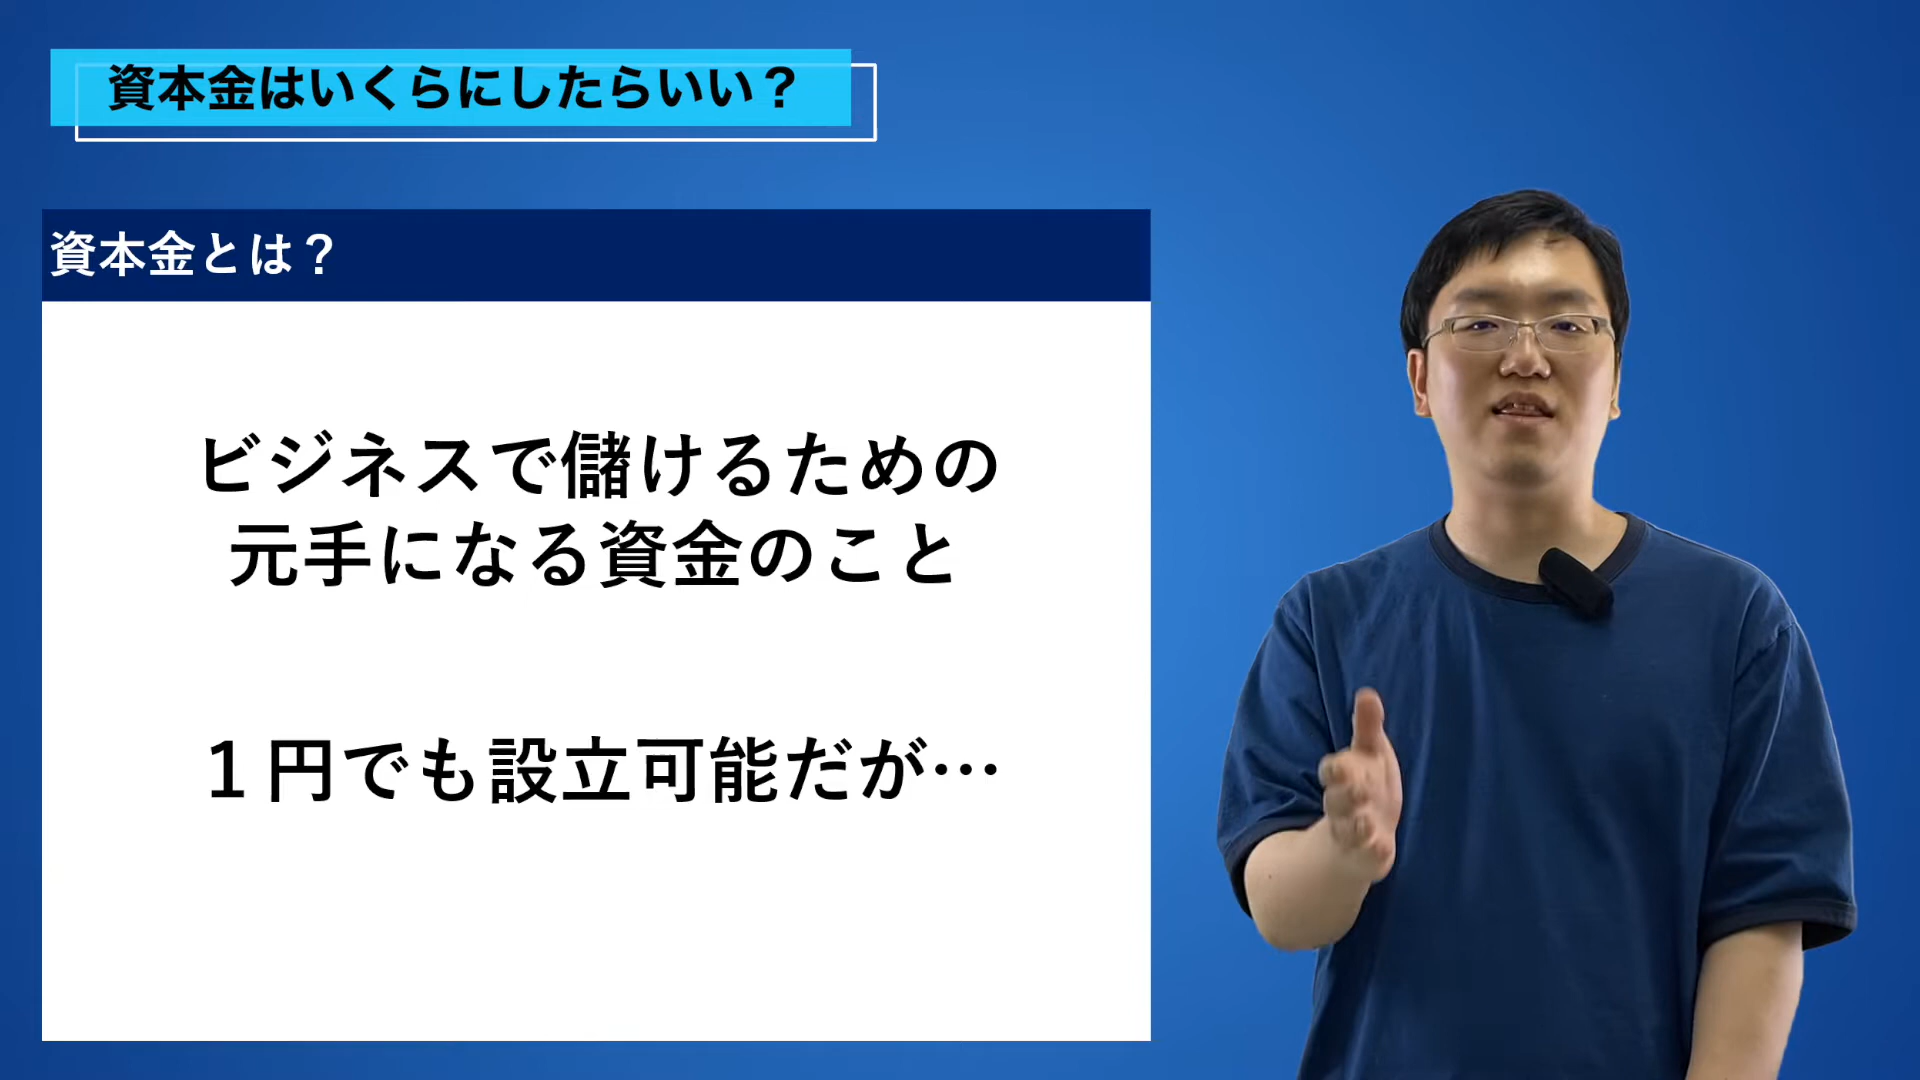 資本金はいくらにしたらいい？
資本金とは？
ビジネスで儲けるための
元手になる資金のこと
１円でも設立可能だが…